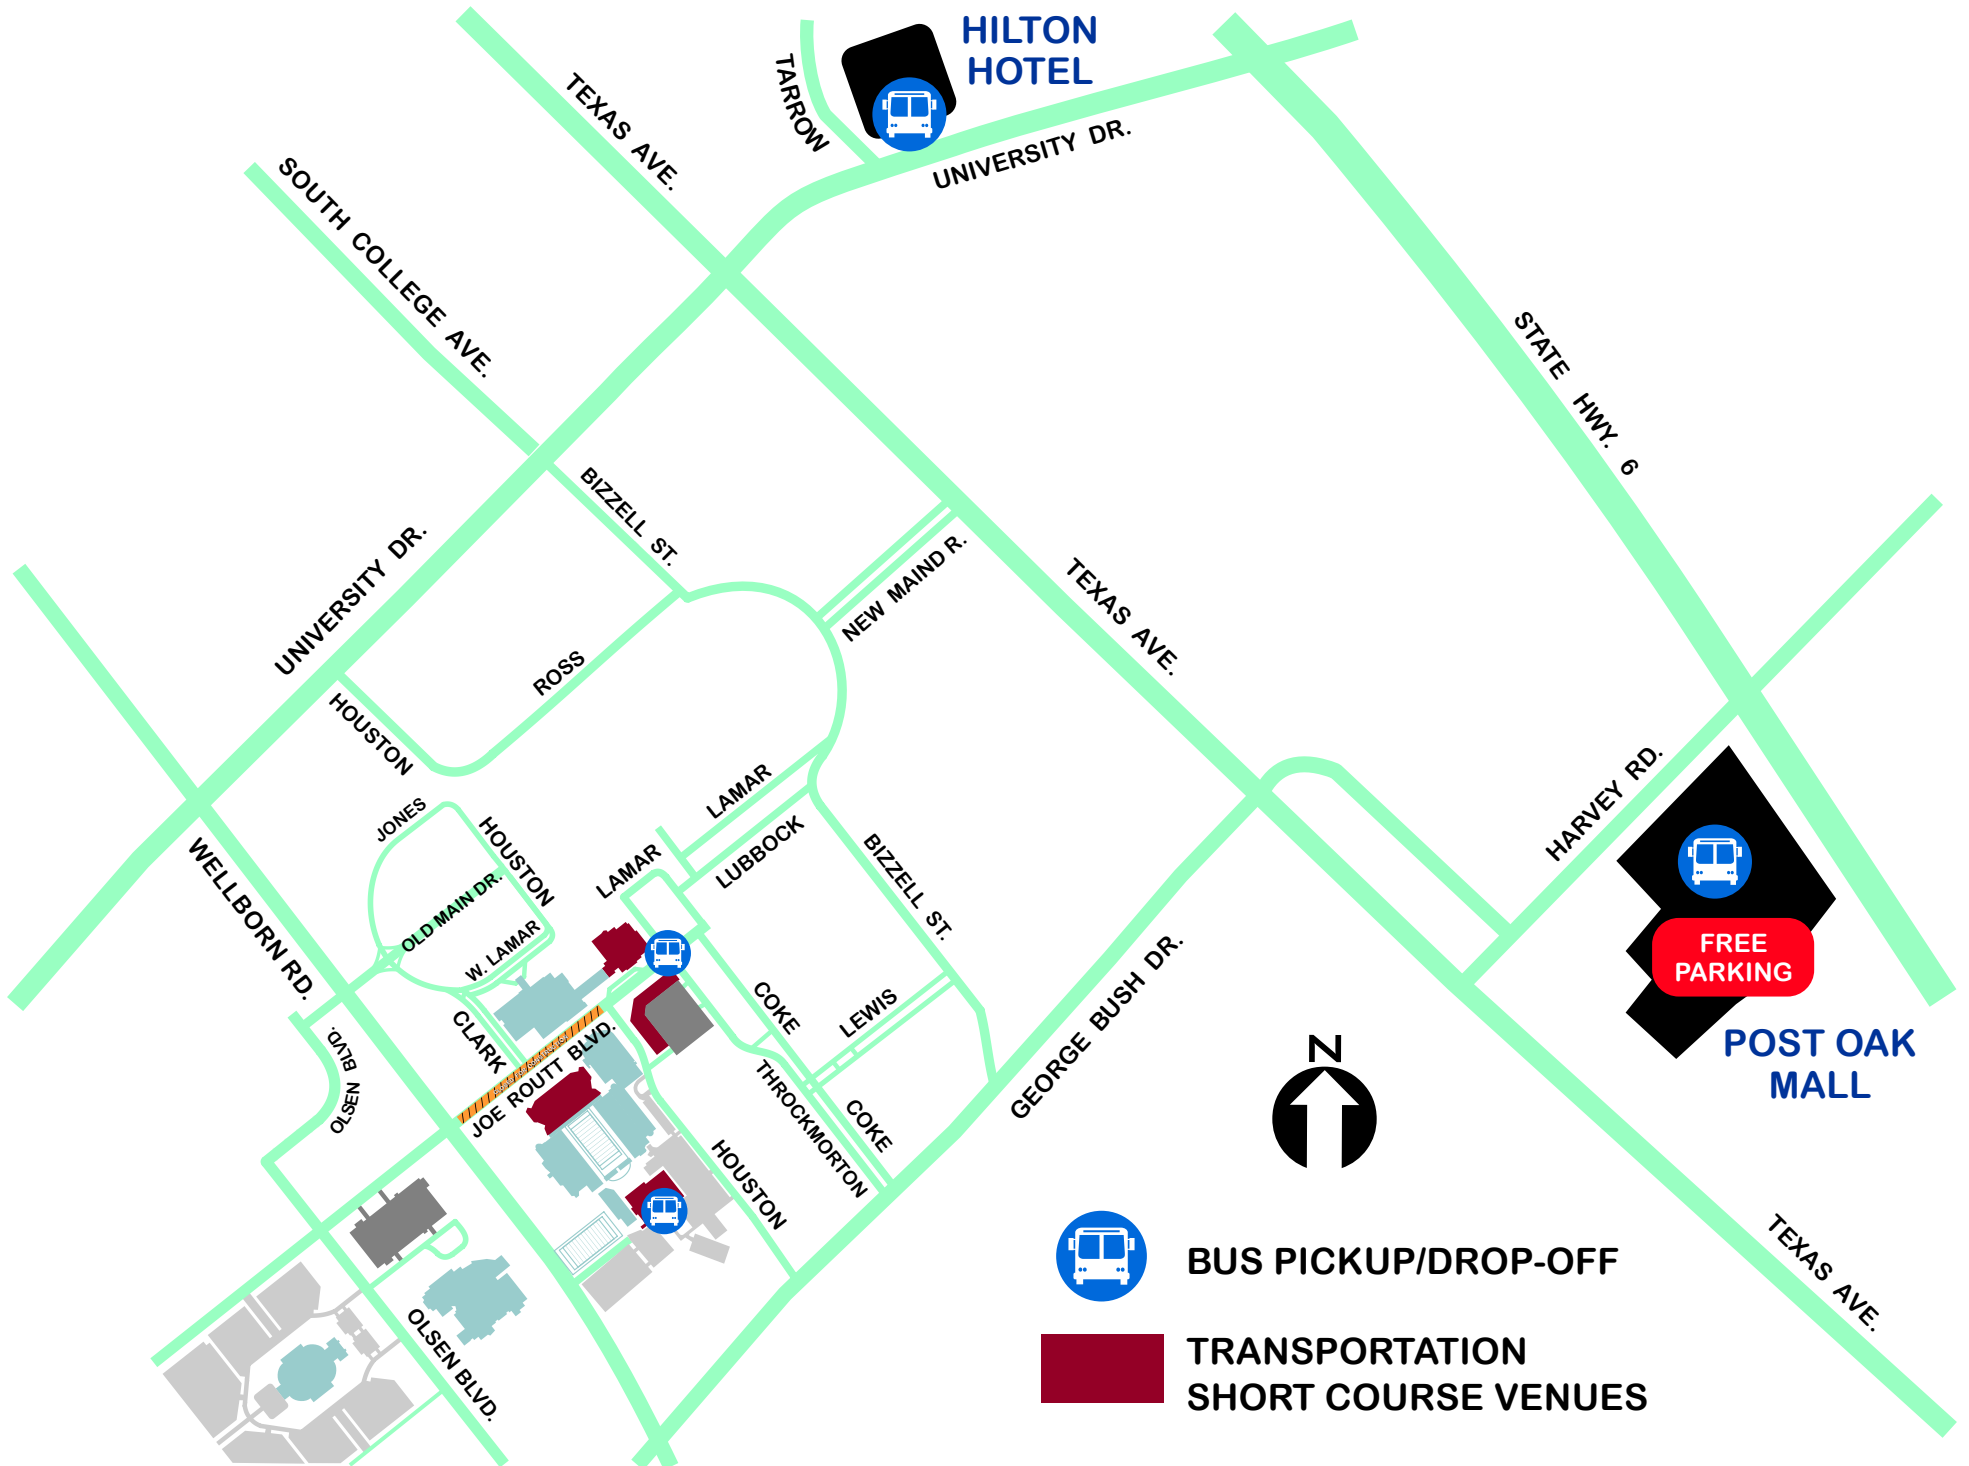 HILTON
HOTEL
TARROW
TEXAS AVE.
UNIVERSITY DR.
SOUTH COLLEGE AVE.
STATE HWY. 6
BIZZELL ST.
UNIVERSITY DR.
NEW MAIND R.
TEXAS AVE.
ROSS
HOUSTON
HARVEY RD.
LAMAR
JONES
HOUSTON
LUBBOCK
LAMAR
BIZZELL ST.
WELLBORN RD.
OLD MAIN DR.
W. LAMAR
FREE
PARKING
POST OAK
MALL
GEORGE BUSH DR.
COKE
LEWIS
CLARK
JOE ROUTT BLVD.
OLSEN BLVD.
N
THROCKMORTON
COKE
HOUSTON
TEXAS AVE.
OLSEN BLVD.
BUS PICKUP/DROP-OFF
TRANSPORTATION
SHORT COURSE VENUES